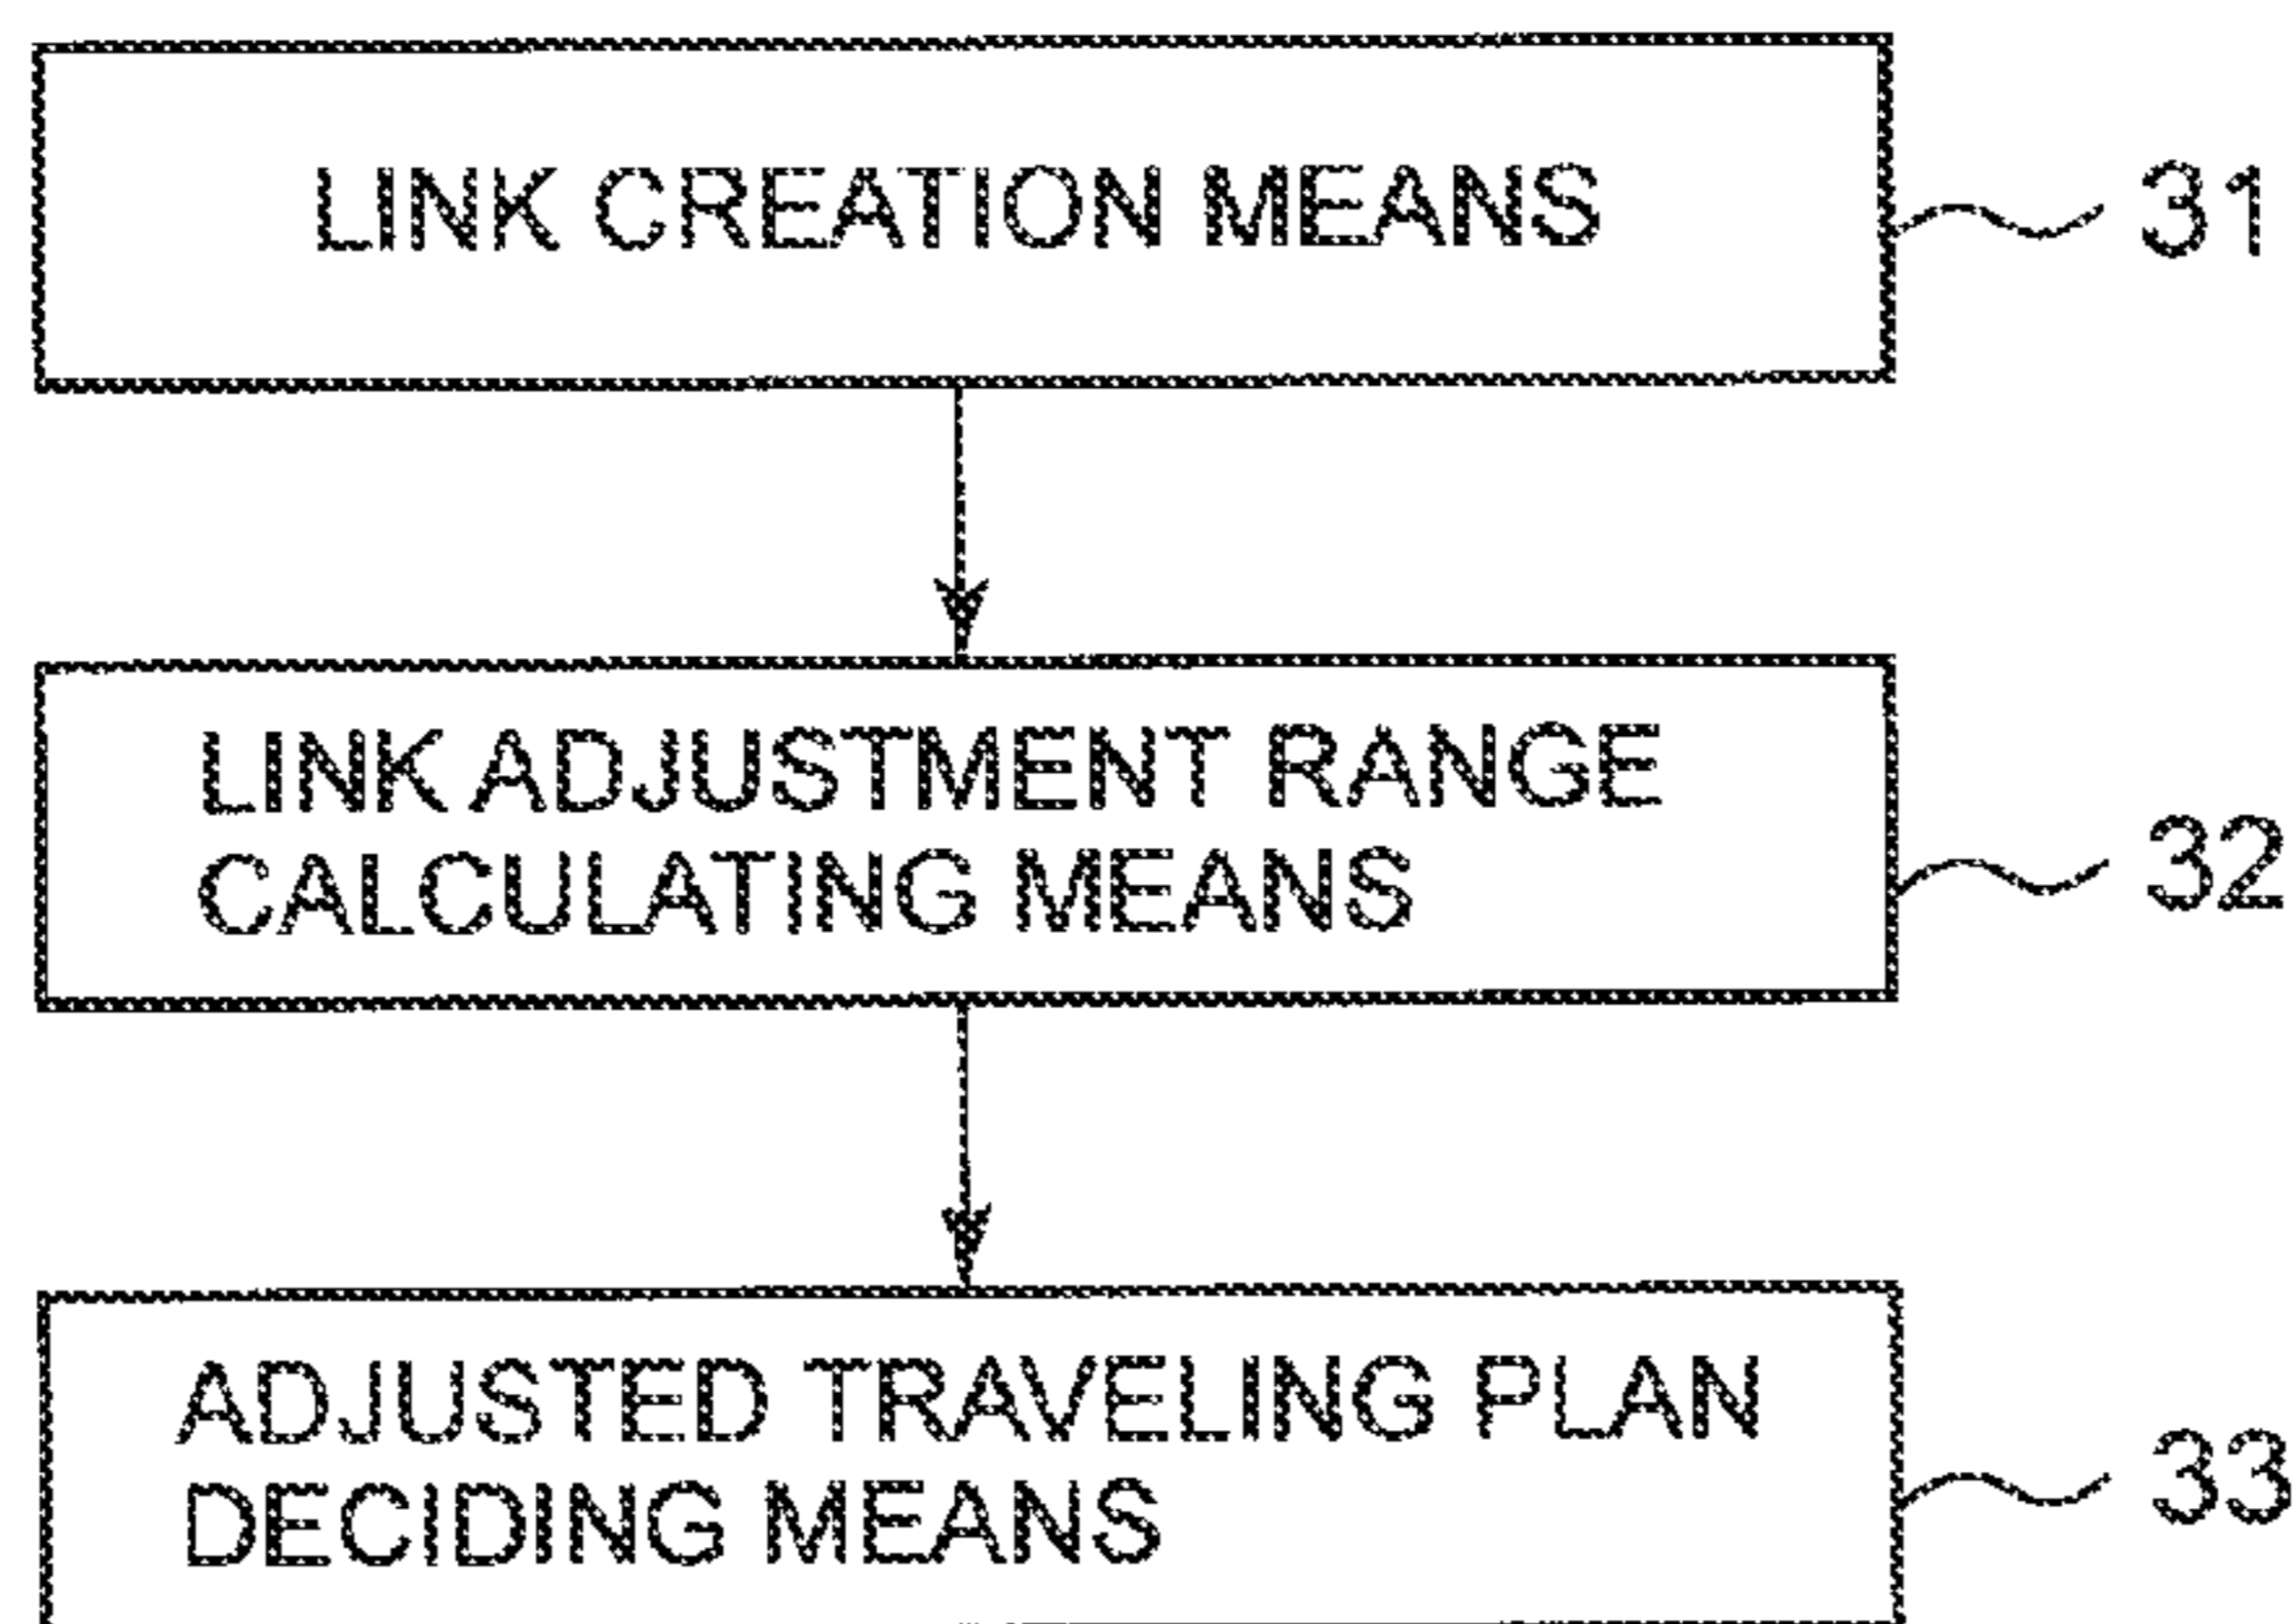 LINK CREATION MEANS
31
LINK ADJUSTMENT RANGE
CALCULATING MEANS
32
ADJUSTED TRAVELING PLAN
DECIDING MEANS
33